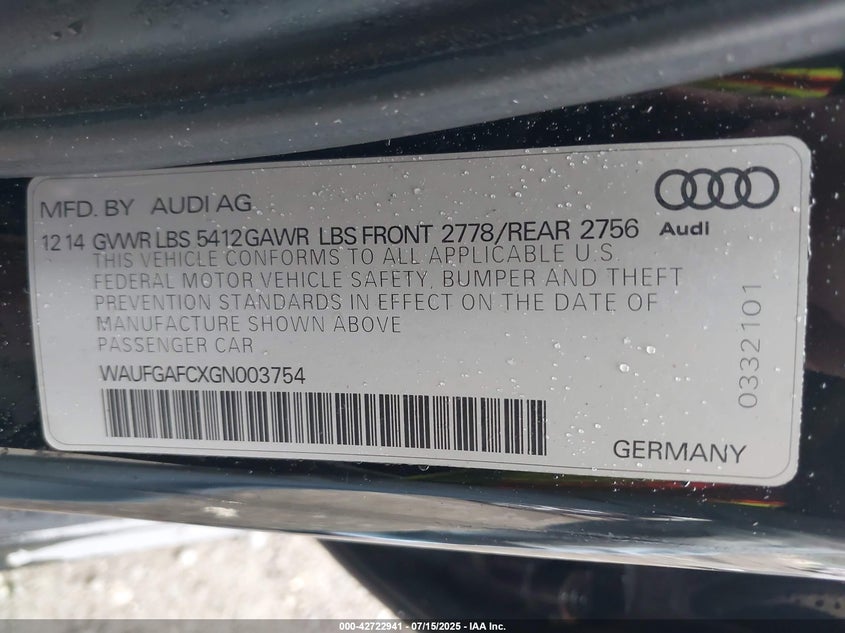 MFD. BY AUDI AG
Audi
12 14 GVWR LBS 5412 GAWR LBS FRONT 2778/REAR 2756
THIS VEHICLE CONFORMS TO ALL APPLICABLE U.S.
FEDERAL MOTOR VEHICLE SAFETY, BUMPER AND THEFT
PREVENTION STANDARDS IN EFFECT ON THE DATE OF
MANUFACTURE SHOWN ABOVE
PASSENGER CAR
WAUFGAFCXGN003754
0332101
GERMANY
000-42722941 - 07/15/2025 - IAA Inc.